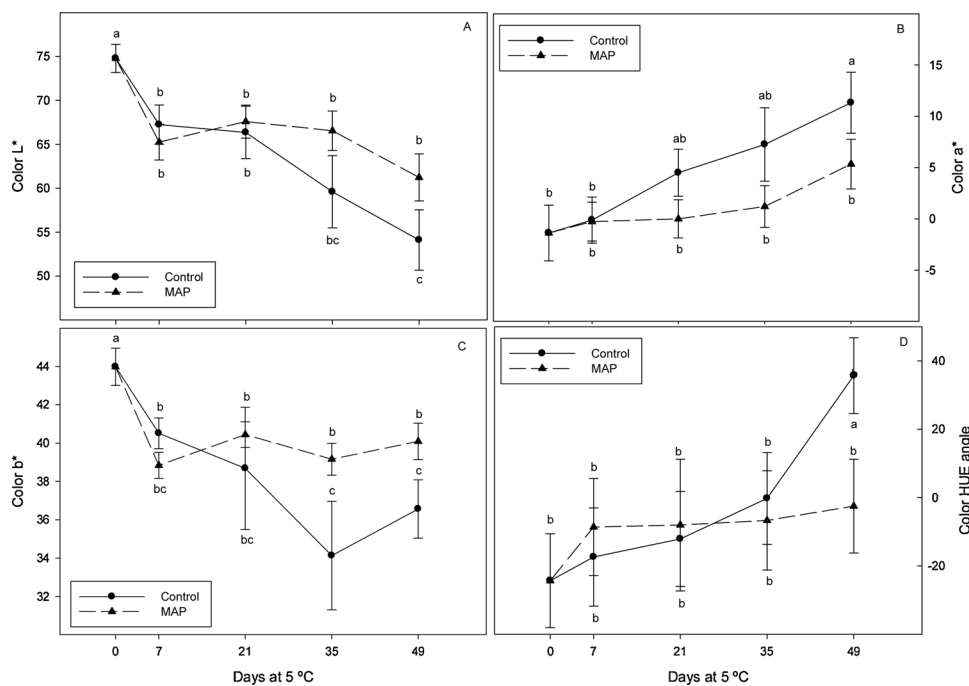 A
a
75
70
65
60
55
50
Color L*
b
b
b
b
b
b
bc
c
Control
MAP
B
Control
MAP
15
10
5
0
-5
Color a*
b
b
ab
ab
a
b
b
b
b
C
a
44
42
40
38
36
34
32
Color b*
b
b
b
b
bc
bc
c
c
Control
MAP
0 7 21 35 49
Days at 5 ºC
D
Control
MAP
40
20
0
-20
Color HUE angle
b
b
b
b
a
b
b
b
b
0 7 21 35 49
Days at 5 ºC